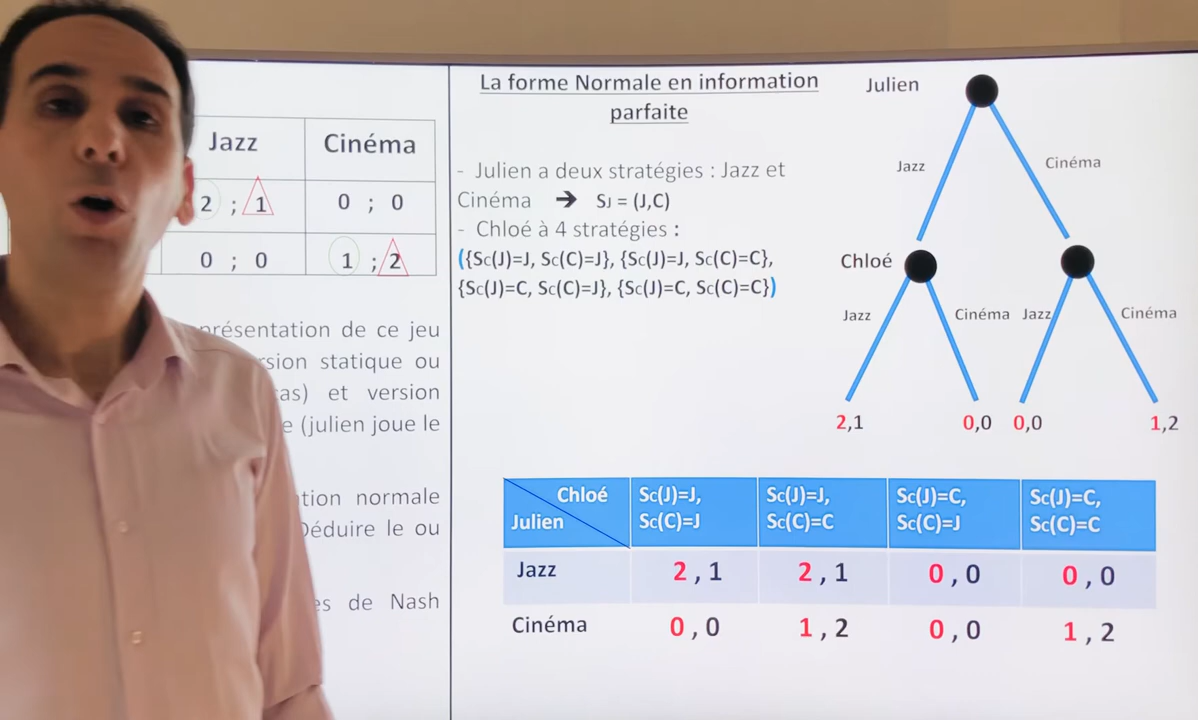 Jazz Cinéma
2 ; 1 0 ; 0
0 ; 0 1 ; 2
de ce jeu
statique ou
et version
(julien joue le
normale
Déduire le ou
de Nash
La forme Normale en information
parfaite
- Julien a deux stratégies : Jazz et
Cinéma ➔ SJ = (J,C)
- Chloé à 4 stratégies :
({Sc(J)=J, Sc(C)=J}, {Sc(J)=J, Sc(C)=C},
{Sc(J)=C, Sc(C)=J}, {Sc(J)=C, Sc(C)=C})
Julien
Jazz Cinéma
Chloé
Jazz Cinéma Jazz Cinéma
2,1 0,0 0,0 1,2
Chloé Sc(J)=J, Sc(J)=J, Sc(J)=C, Sc(J)=C,
Julien Sc(C)=J Sc(C)=C Sc(C)=J Sc(C)=C
Jazz 2 , 1 2 , 1 0 , 0 0 , 0
Cinéma 0 , 0 1 , 2 0 , 0 1 , 2